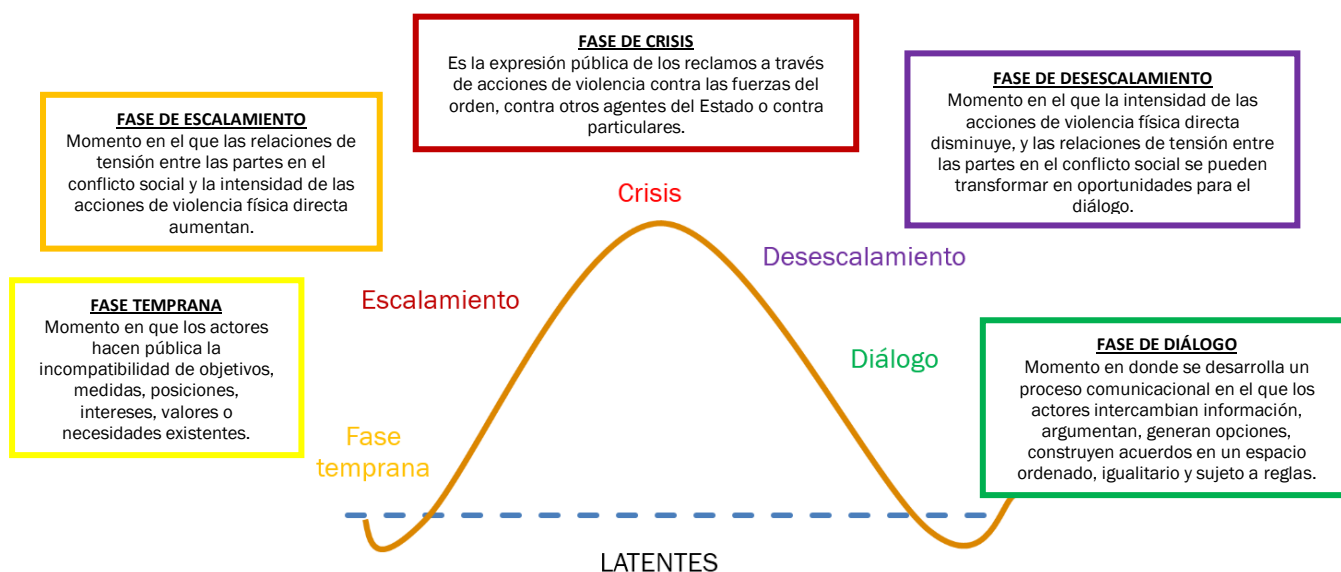 FASE DE CRISIS
Es la expresión pública de los reclamos a través
de acciones de violencia contra las fuerzas del
orden, contra otros agentes del Estado o contra
particulares.
FASE DE ESCALAMIENTO
Momento en el que las relaciones de
tensión entre las partes en el
conflicto social y la intensidad de las
acciones de violencia física directa
aumentan.
FASE DE DESESCALAMIENTO
Momento en el que la intensidad de las
acciones de violencia física directa
disminuye, y las relaciones de tensión entre
las partes en el conflicto social se pueden
transformar en oportunidades para el
diálogo.
Crisis
Desescalamiento
Escalamiento
FASE TEMPRANA
Momento en que los actores
hacen pública la
incompatibilidad de objetivos,
medidas, posiciones,
intereses, valores o
necesidades existentes.
Diálogo
FASE DE DIÁLOGO
Momento en donde se desarrolla un
proceso comunicacional en el que los
actores intercambian información,
argumentan, generan opciones,
construyen acuerdos en un espacio
ordenado, igualitario y sujeto a reglas.
Fase
temprana
LATENTES